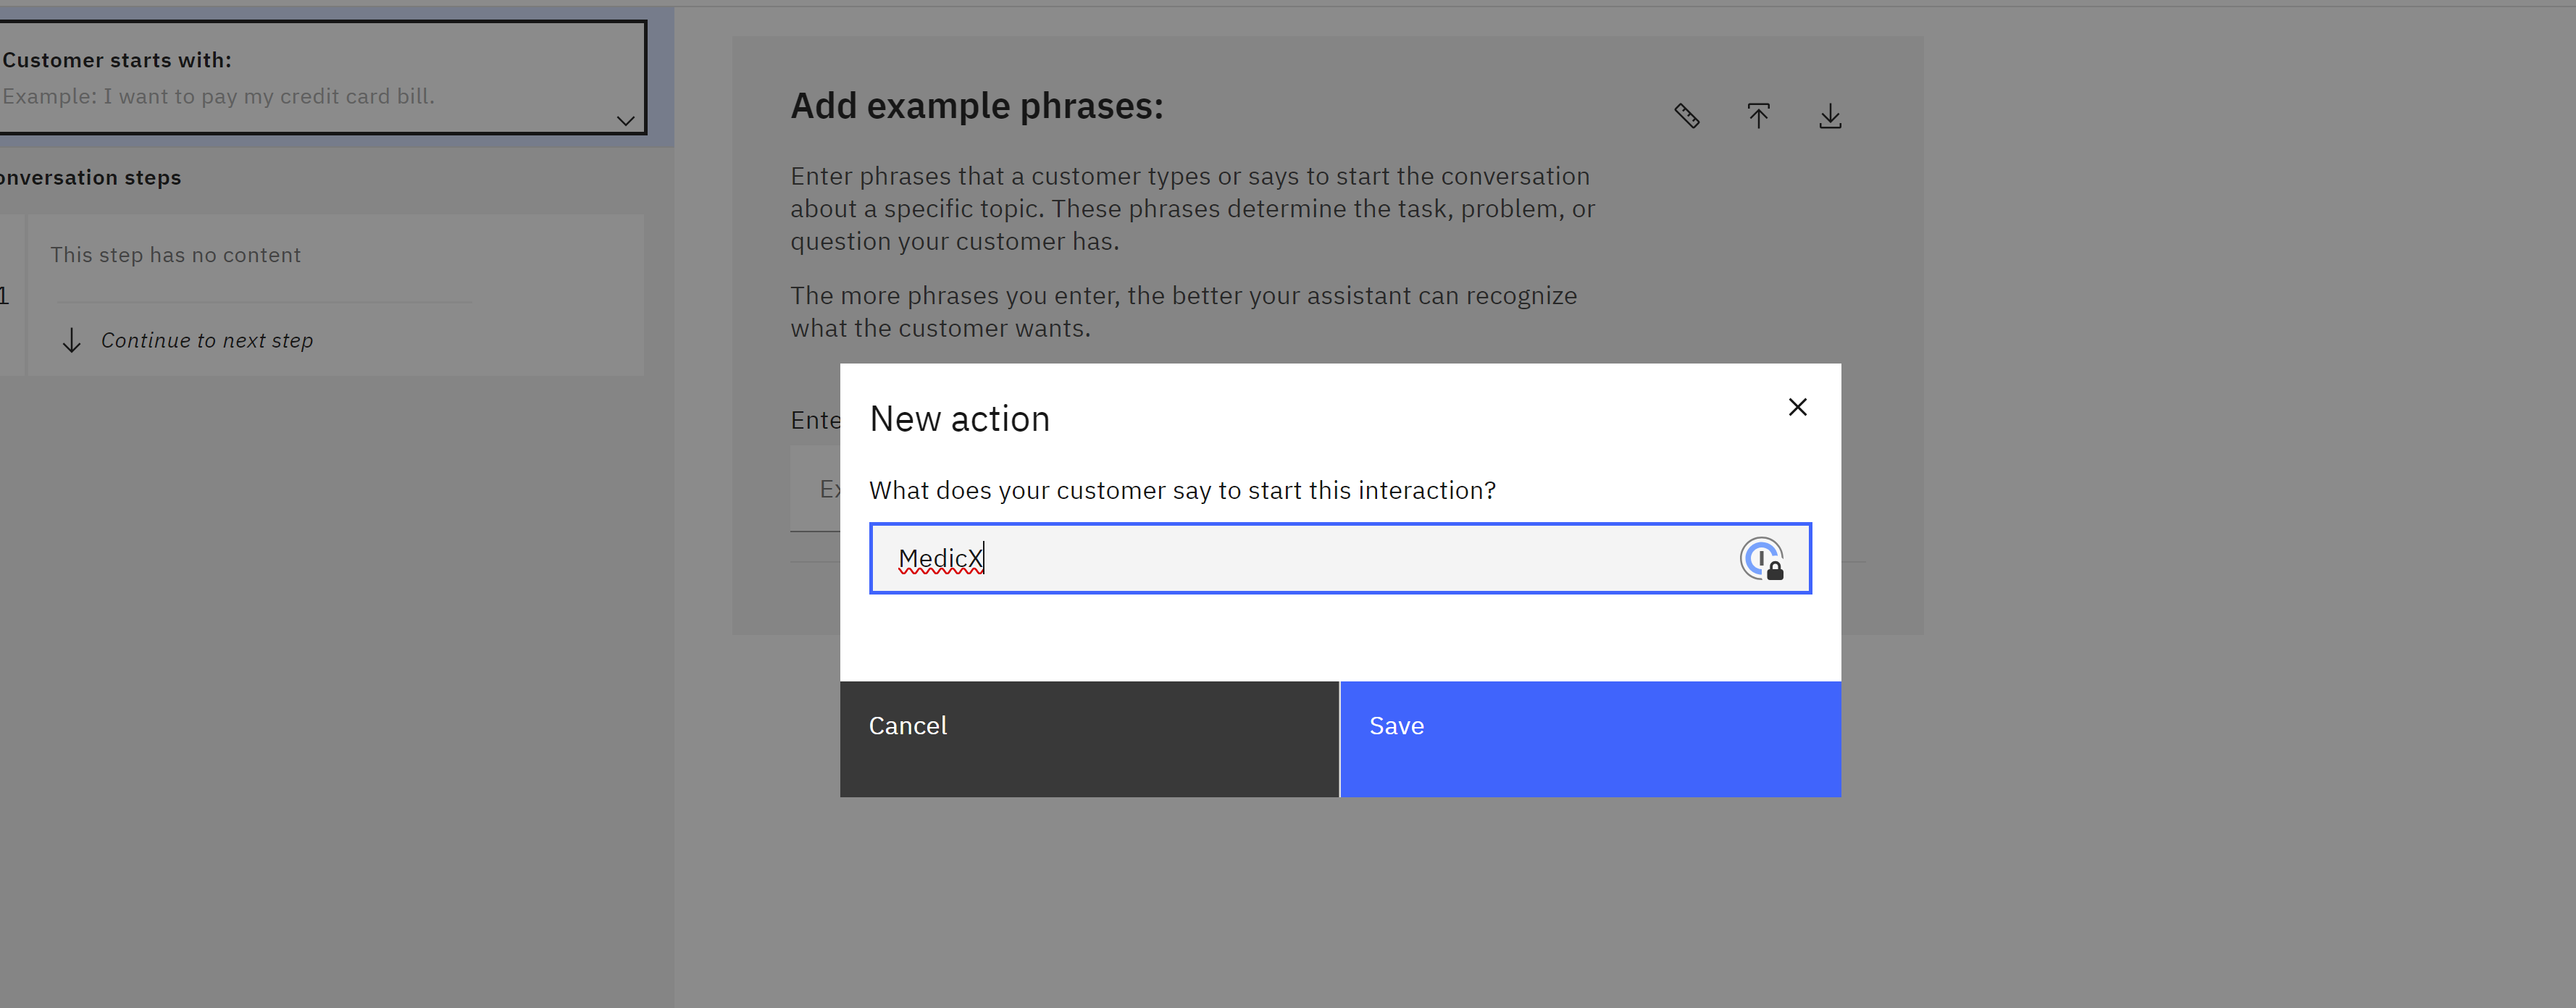 Customer starts with:
Example: I want to pay my credit card bill.
onversation steps
This step has no content
1
Continue to next step
Add example phrases:
Enter phrases that a customer types or says to start the conversation
about a specific topic. These phrases determine the task, problem, or
question your customer has.
The more phrases you enter, the better your assistant can recognize
what the customer wants.
Ente
Ex
New action
What does your customer say to start this interaction?
MedicX
Cancel
Save